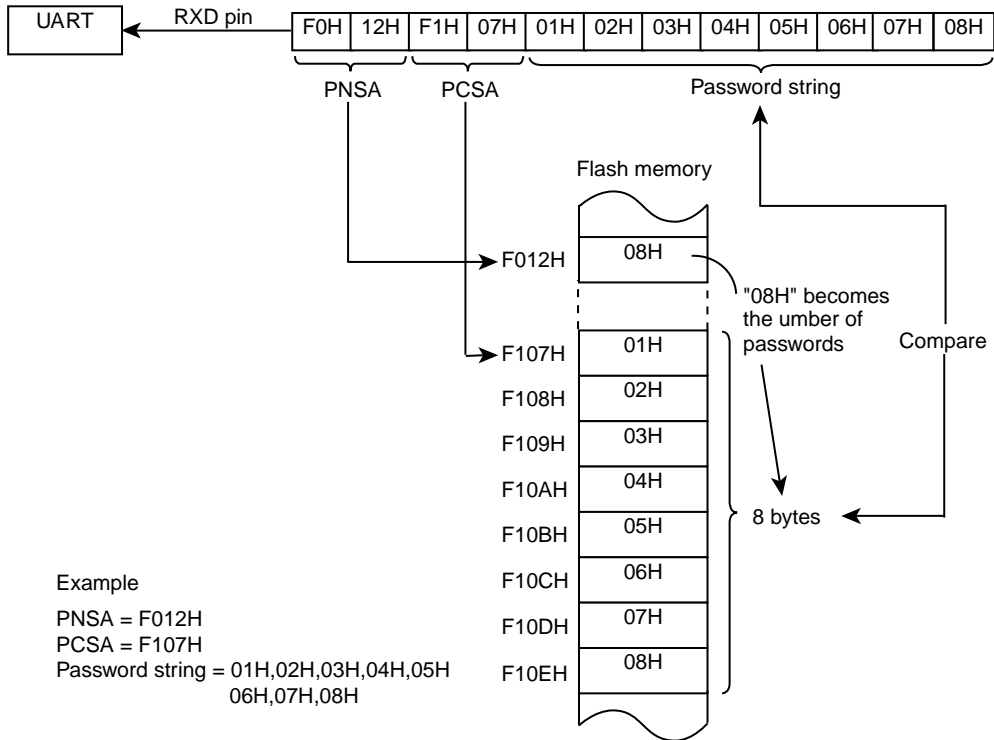 UART
RXD pin
F0H 12H F1H 07H 01H 02H 03H 04H 05H 06H 07H 08H
PNSA PCSA Password string
Flash memory
F012H 08H
"08H" becomes
the umber of
passwords
Compare
F107H 01H
F108H 02H
F109H 03H
F10AH 04H
F10BH 05H
8 bytes
F10CH 06H
F10DH 07H
F10EH 08H
Example
PNSA = F012H
PCSA = F107H
Password string = 01H,02H,03H,04H,05H
06H,07H,08H